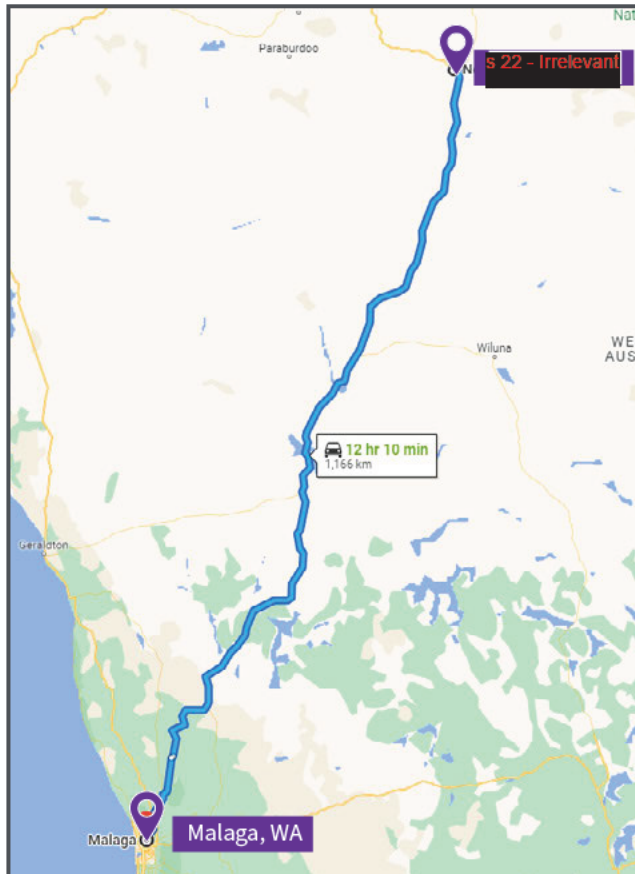 Nat
Paraburdoo
N
s 22 - Irrelevant
Wiluna
WE
AUS
12 hr 10 min
1,166 km
Geraldton
Malaga
Malaga, WA